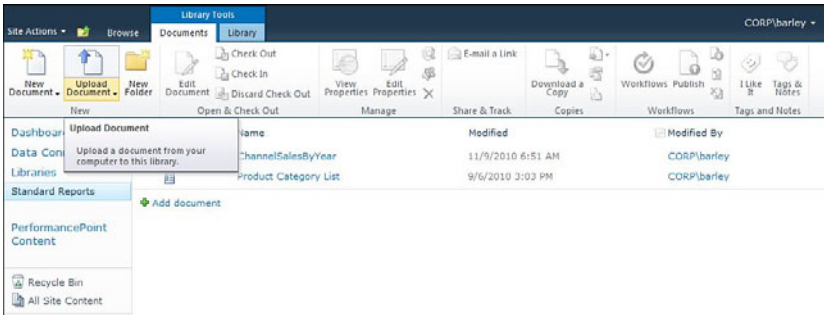 Library Tools
Site Actions Browse Documents Library CORP\barley
New Document
Upload Document
New Folder
Edit Document
Check Out
Check In
Discard Check Out
View Properties
Edit Properties
E-mail a Link
Download a Copy
Workflows
Publish
I Like It
Tags & Notes
New Open & Check Out Manage Share & Track Copies Workflows Tags and Notes
Upload Document
Upload a document from your
computer to this library.
Dashboar Name Modified Modified By
Data Con ChannelSalesByYear 11/9/2010 6:51 AM CORP\barley
Libraries Product Category List 9/6/2010 3:03 PM CORP\barley
Standard Reports
Add document
PerformancePoint
Content
Recycle Bin
All Site Content